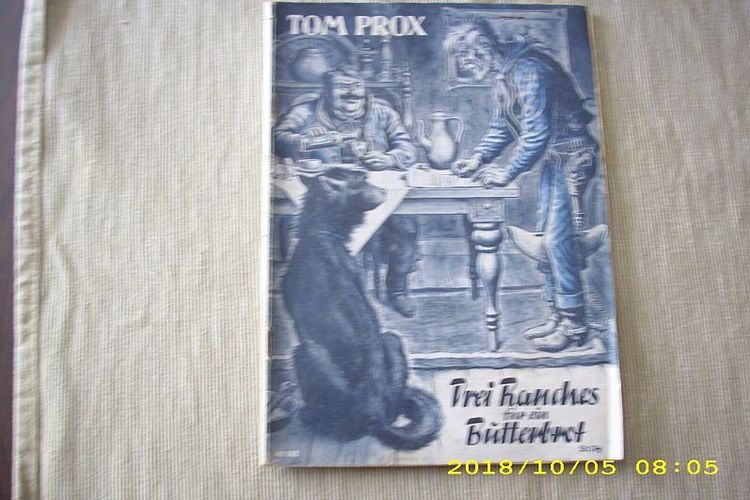 TOM PROX
Drei Ranches
für ein
Butterbrot
2018/10/05 08:05